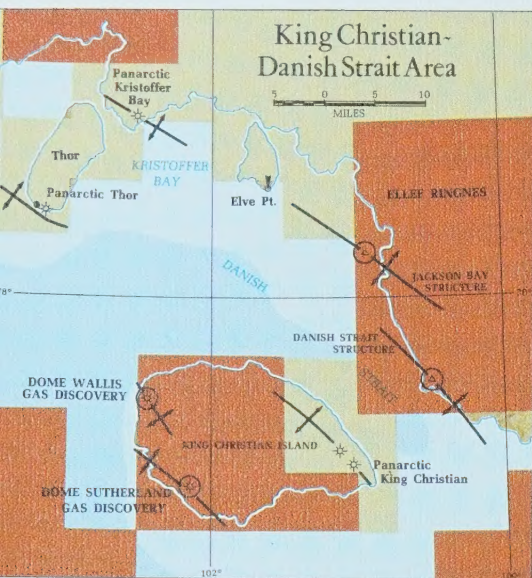 King Christian-
Danish Strait Area
5 0 5 10
MILES
Panarctic
Kristoffer
Bay
KRISTOFFER
BAY
Thor
Panarctic Thor
Elve Pt.
ELLEF RINGNES
DANISH
JACKSON BAY
STRUCTURE
DANISH STRAIT
STRUCTURE
STRAIT
DOME WALLIS
GAS DISCOVERY
KING CHRISTIAN ISLAND
Panarctic
King Christian
DOME SUTHERLAND
GAS DISCOVERY
102°